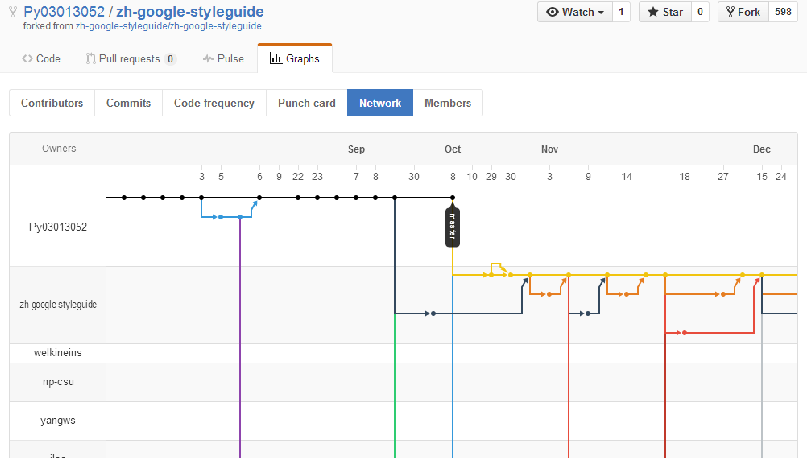 Py03013052 / zh-google-styleguide
Watch 1 Star 0 Fork 598
forked from zh-google-styleguide/zh-google-styleguide
Code Pull requests 0 Pulse Graphs
Contributors Commits Code frequency Punch card Network Members
Owners Sep Oct Nov Dec
3 5 6 9 22 23 7 8 30 8 10 29 30 3 9 14 18 27 15 24
Py03013052
master
zh-google-styleguide
welkineins
np-csu
yangws